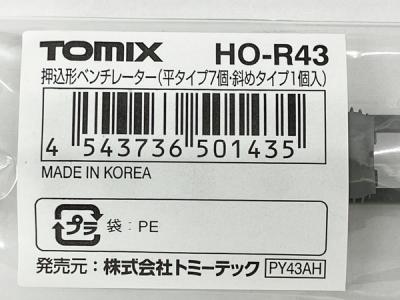 TOMIX HO-R43
押込形ベンチレーター(平タイプ7個・斜めタイプ1個入)
4 543736 501435
MADE IN KOREA
プラ 袋:PE
発売元:株式会社トミーテック PY43AH